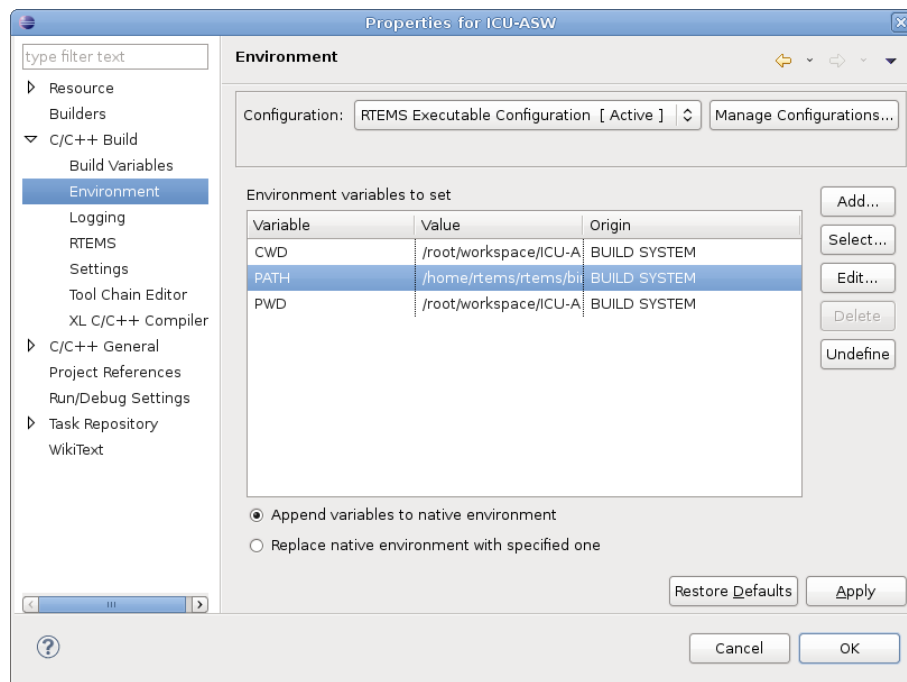 Properties for ICU-ASW
type filter text
Resource
Builders
C/C++ Build
Build Variables
Environment
Logging
RTEMS
Settings
Tool Chain Editor
XL C/C++ Compiler
C/C++ General
Project References
Run/Debug Settings
Task Repository
WikiText
Environment
Configuration: RTEMS Executable Configuration [ Active ] Manage Configurations...
Environment variables to set
Variable Value Origin
CWD /root/workspace/ICU-A BUILD SYSTEM
PATH /home/rtems/rtems/bi BUILD SYSTEM
PWD /root/workspace/ICU-A BUILD SYSTEM
Add...
Select...
Edit...
Delete
Undefine
Append variables to native environment
Replace native environment with specified one
Restore Defaults Apply
Cancel OK